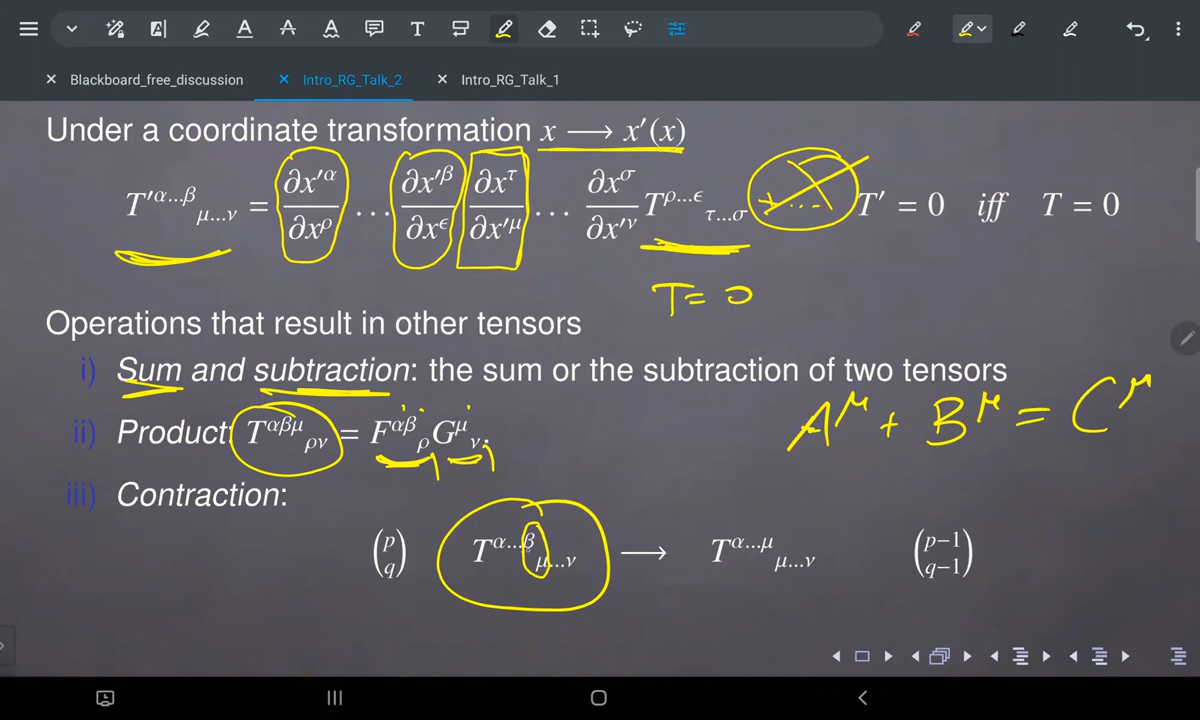 Blackboard_free_discussion Intro_RG_Talk_2 Intro_RG_Talk_1
Under a coordinate transformation x ⟶ x′(x)
T′^{α…β}_{μ…ν} = ∂x′^α/∂x^ρ … ∂x′^β/∂x^ϵ ∂x^τ/∂x′^μ … ∂x^σ/∂x′^ν T^{ρ…ϵ}_{τ…σ} T′ = 0 iff T = 0
T = 0
Operations that result in other tensors
i) Sum and subtraction: the sum or the subtraction of two tensors
A^μ + B^μ = C^μ
ii) Product: T^{αβμ}_{ρν} = F^{αβ}_ρ G^μ_ν.
iii) Contraction:
(p q) T^{α…β}_{μ…ν} ⟶ T^{α…μ}_{μ…ν} (p−1 q−1)